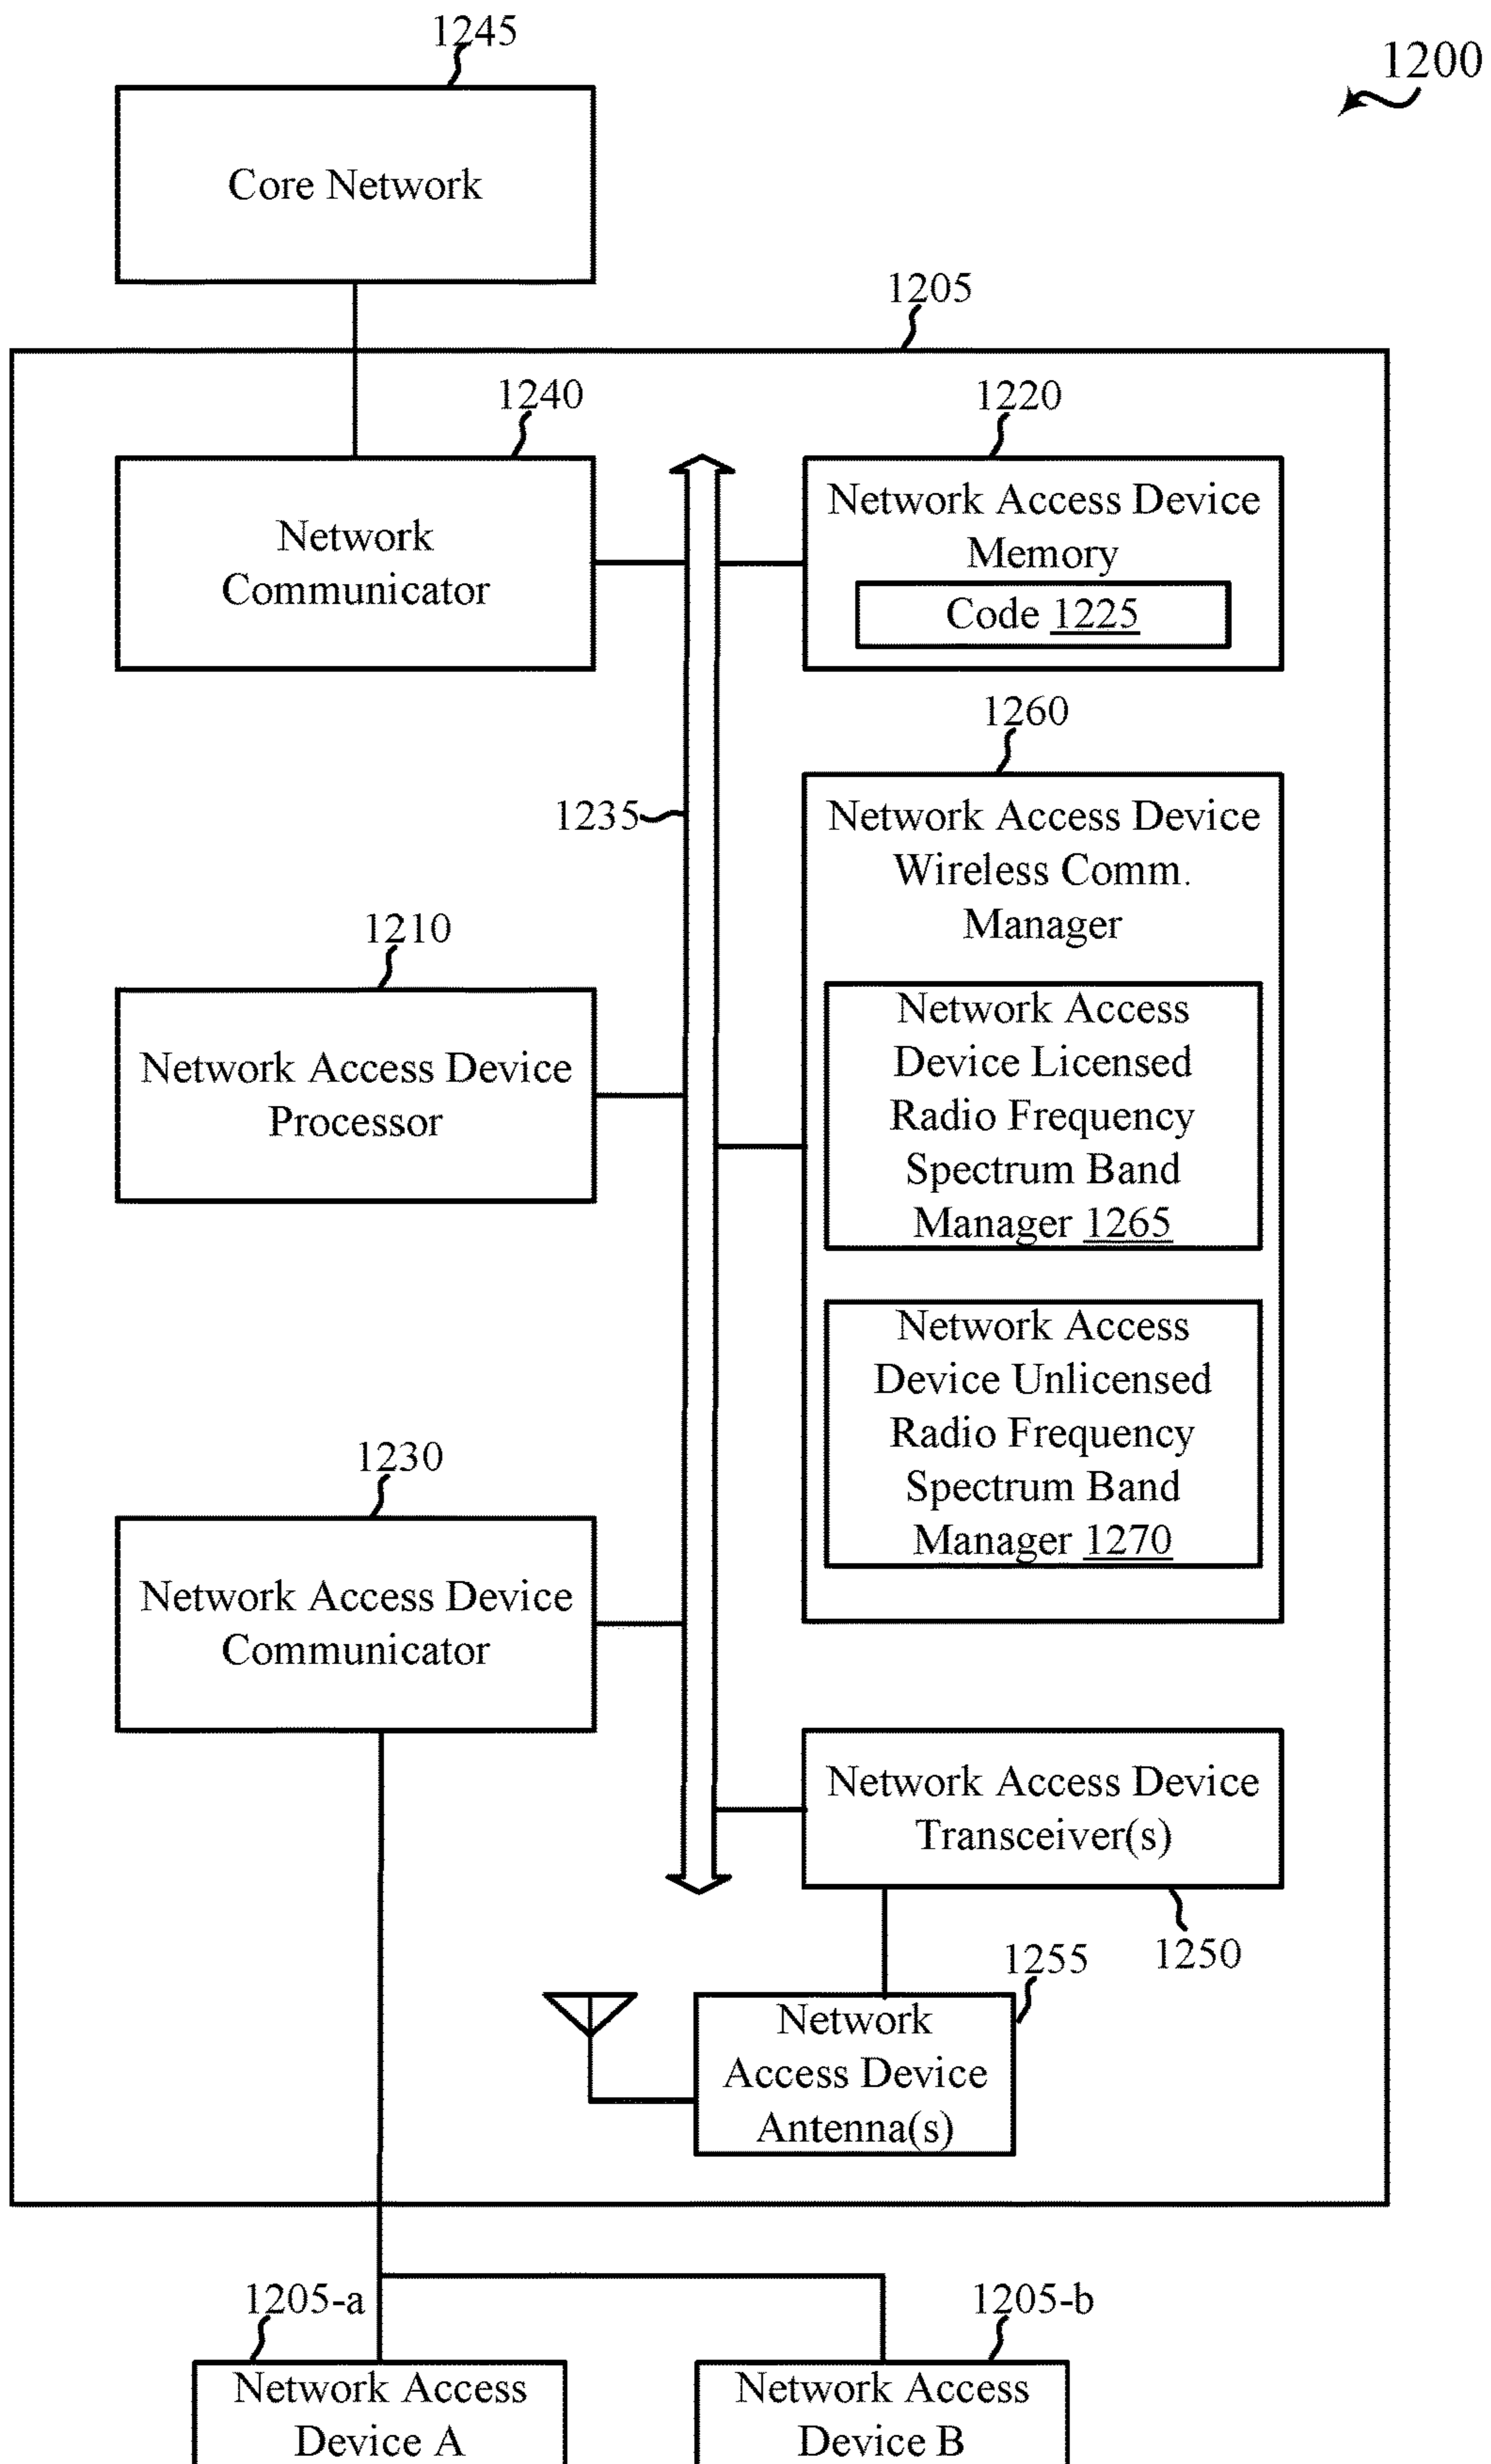 1245
1200
Core Network
1205
1240
1220
Network
Communicator
Network Access Device
Memory
Code 1225
1260
1235
Network Access Device
Wireless Comm.
Manager
1210
Network Access Device
Processor
Network Access
Device Licensed
Radio Frequency
Spectrum Band
Manager 1265
Network Access
Device Unlicensed
Radio Frequency
Spectrum Band
Manager 1270
1230
Network Access Device
Communicator
Network Access Device
Transceiver(s)
1250
1255
Network
Access Device
Antenna(s)
1205-a
1205-b
Network Access
Device A
Network Access
Device B